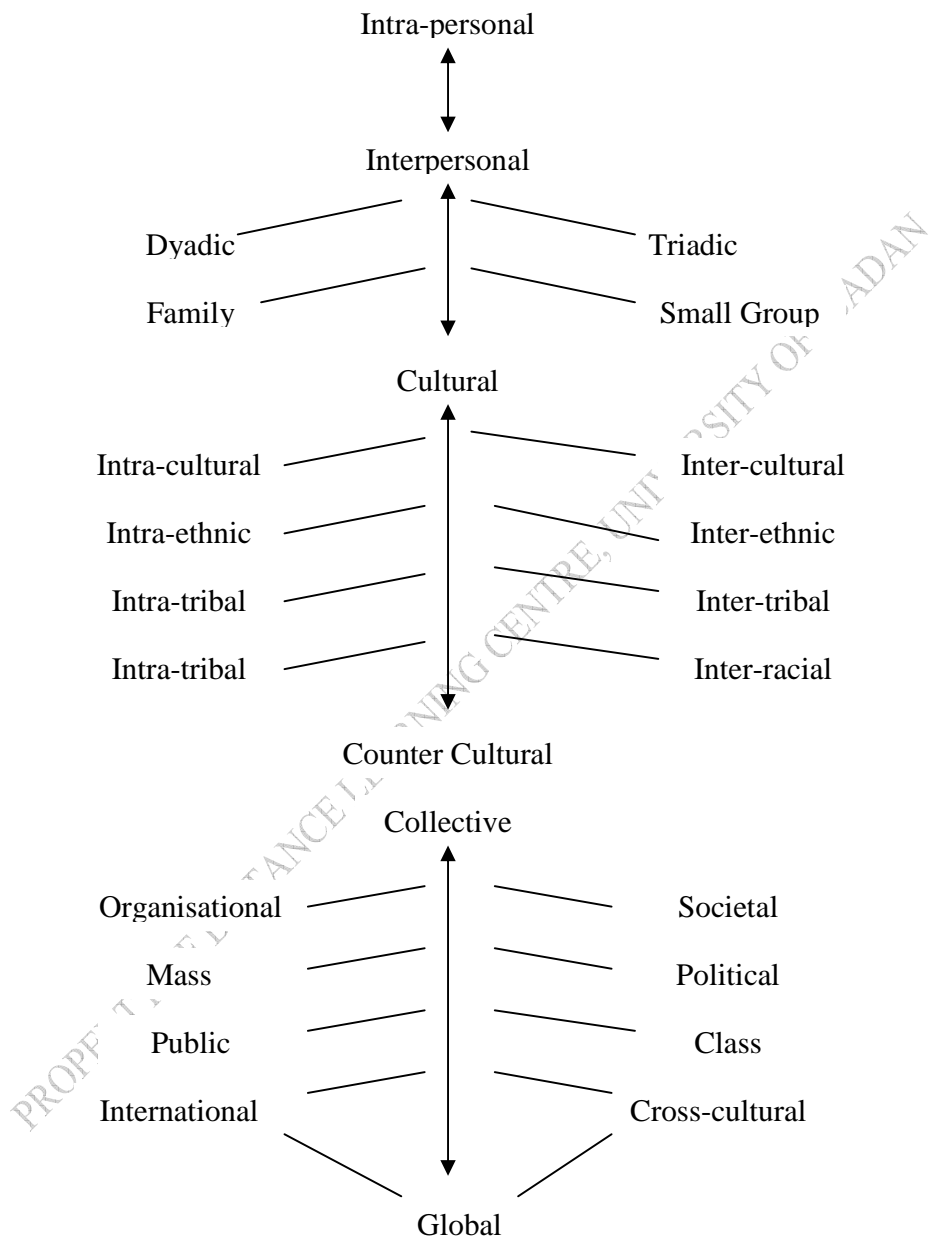 Intra-personal
Interpersonal
Dyadic Triadic
Family Small Group
Cultural
Intra-cultural Inter-cultural
Intra-ethnic Inter-ethnic
Intra-tribal Inter-tribal
Intra-tribal Inter-racial
Counter Cultural
Collective
Organisational Societal
Mass Political
Public Class
International Cross-cultural
Global